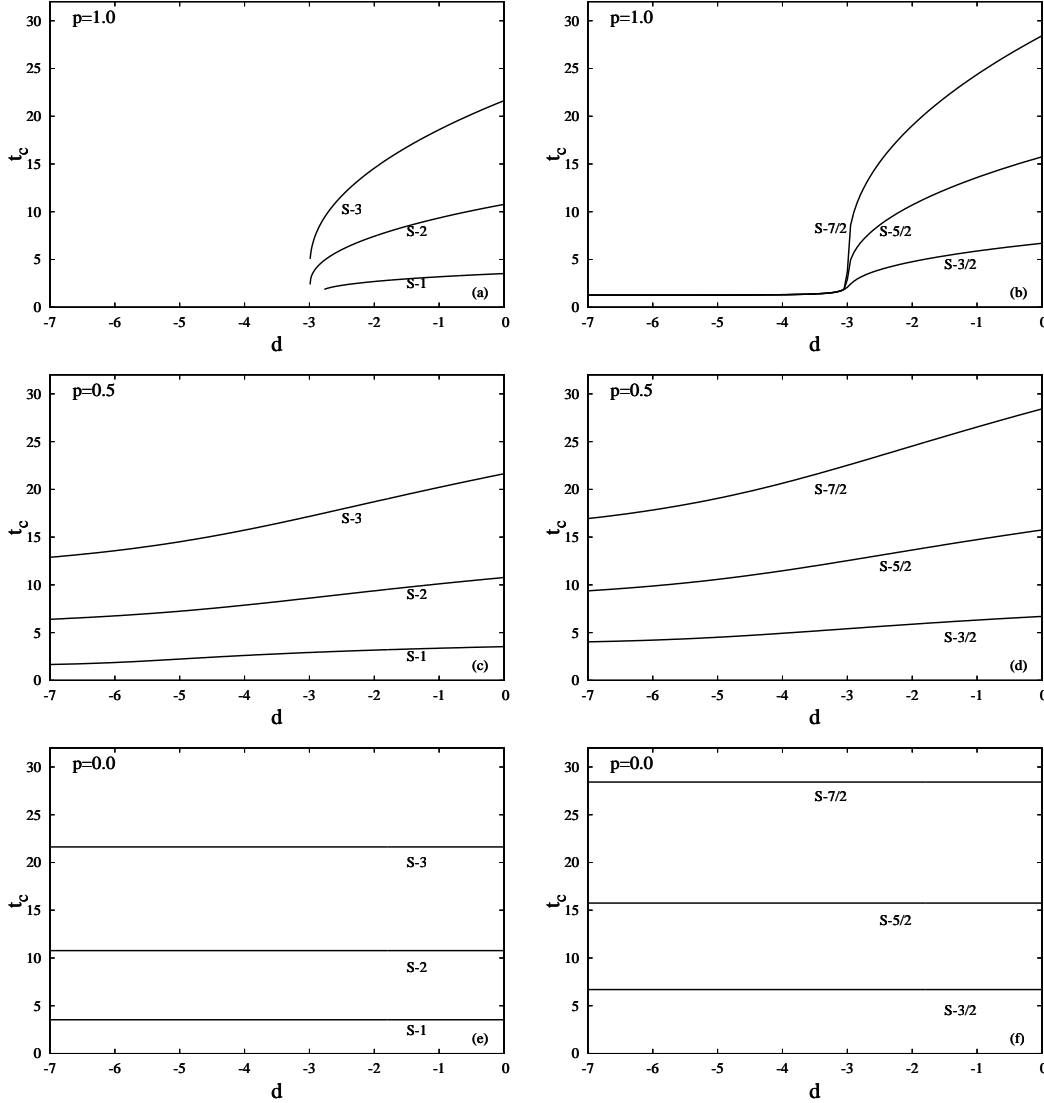 p=1.0
30
25
20
15
10
5
0
t_c
S-3
S-2
S-1
(a)
-7 -6 -5 -4 -3 -2 -1 0
d
p=1.0
30
25
20
15
10
5
0
t_c
S-7/2
S-5/2
S-3/2
(b)
-7 -6 -5 -4 -3 -2 -1 0
d
p=0.5
30
25
20
15
10
5
0
t_c
S-3
S-2
S-1
(c)
-7 -6 -5 -4 -3 -2 -1 0
d
p=0.5
30
25
20
15
10
5
0
t_c
S-7/2
S-5/2
S-3/2
(d)
-7 -6 -5 -4 -3 -2 -1 0
d
p=0.0
30
25
20
15
10
5
0
t_c
S-3
S-2
S-1
(e)
-7 -6 -5 -4 -3 -2 -1 0
d
p=0.0
30
25
20
15
10
5
0
t_c
S-7/2
S-5/2
S-3/2
(f)
-7 -6 -5 -4 -3 -2 -1 0
d